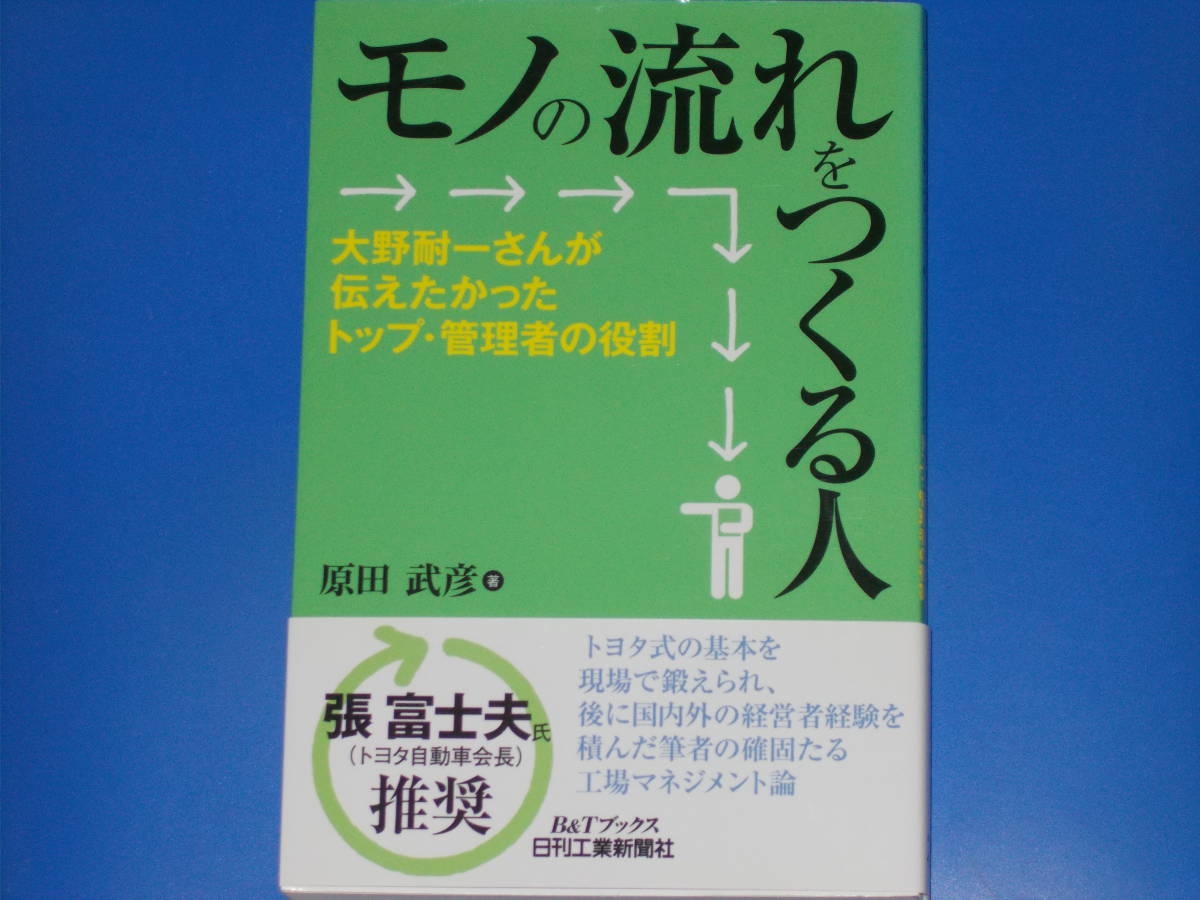 モノの流れをつくる人
大野耐一さんが
伝えたかった
トップ・管理者の役割
原田 武彦 著
張 富士夫氏
(トヨタ自動車会長)
推奨
トヨタ式の基本を
現場で鍛えられ、
後に国内外の経営者経験を
積んだ筆者の確固たる
工場マネジメント論
B&Tブックス
日刊工業新聞社